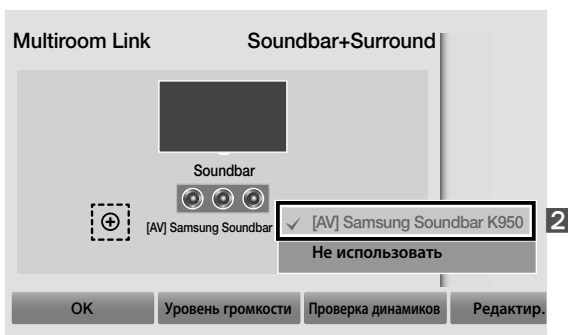 Multiroom Link Soundbar+Surround
Soundbar
[AV] Samsung Soundbar
✓ [AV] Samsung Soundbar K950
2
Не использовать
OK Уровень громкости Проверка динамиков Редактир.